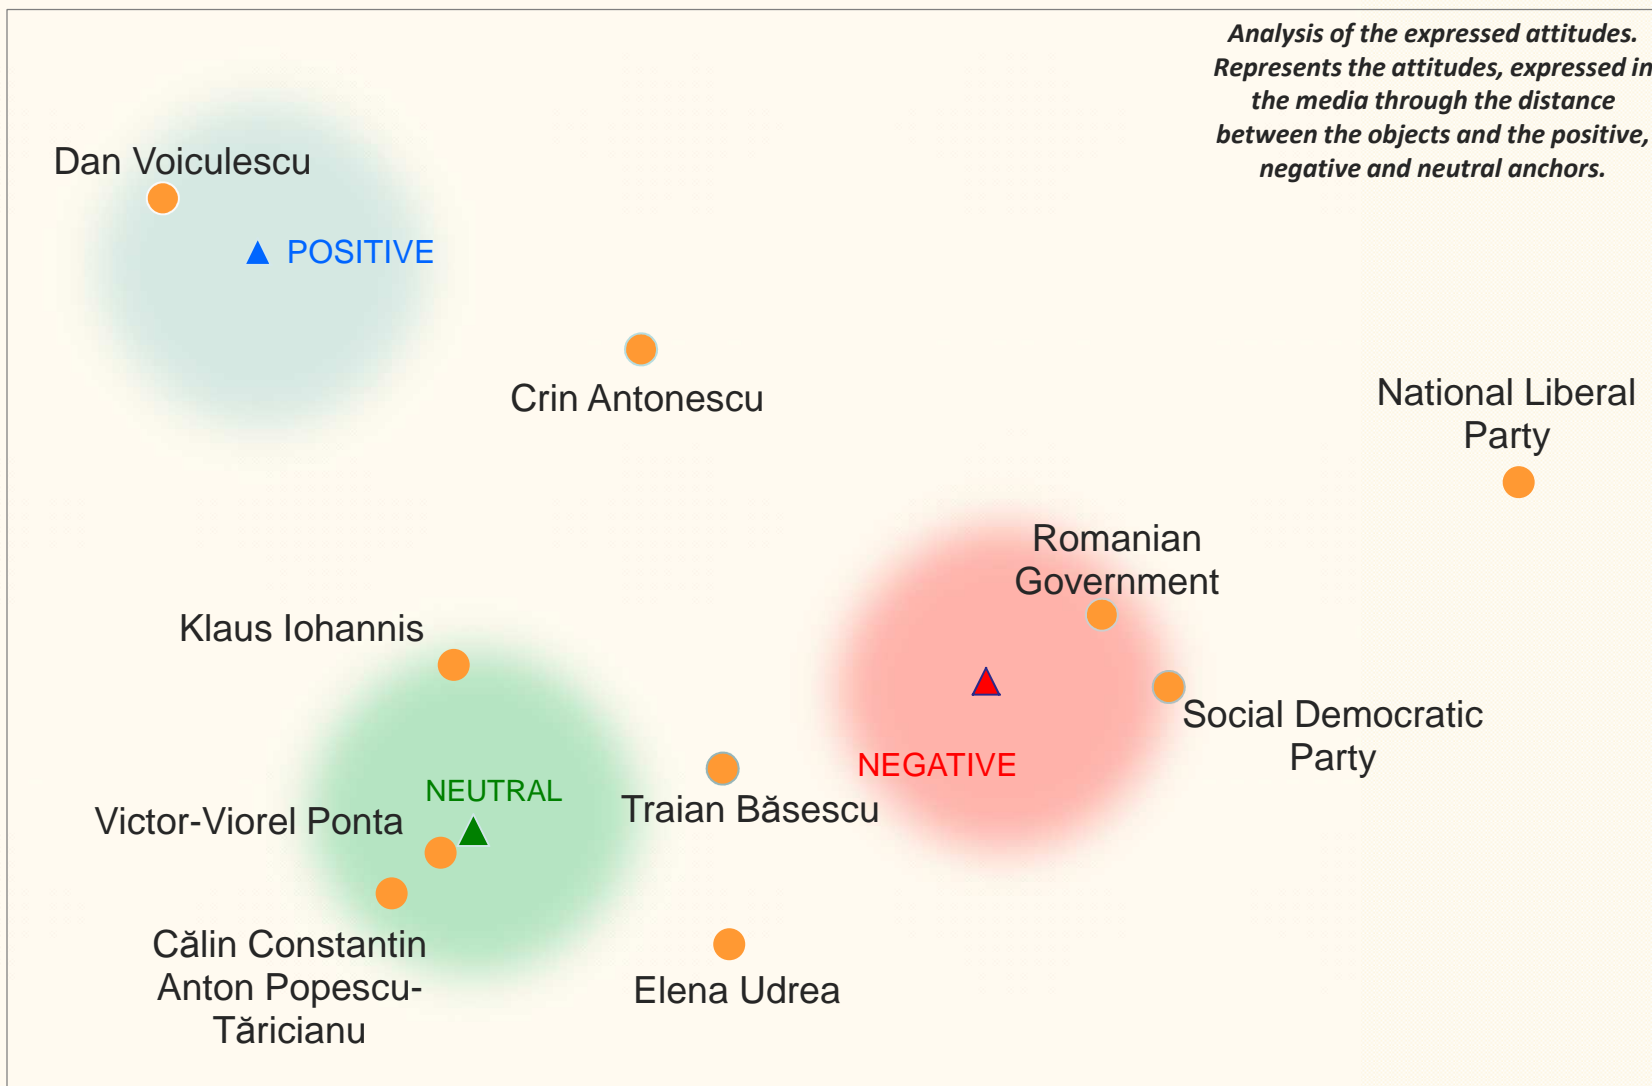 Analysis of the expressed attitudes.
Represents the attitudes, expressed in
the media through the distance
between the objects and the positive,
negative and neutral anchors.
Dan Voiculescu
POSITIVE
Crin Antonescu
National Liberal
Party
Romanian
Government
Klaus Iohannis
Social Democratic
Party
NEGATIVE
NEUTRAL
Traian Băsescu
Victor-Viorel Ponta
Călin Constantin
Anton Popescu-
Tăricianu
Elena Udrea